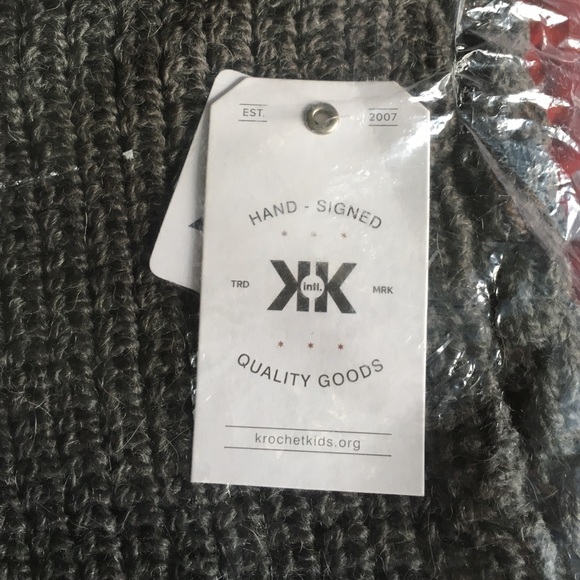 EST. 2007
HAND - SIGNED
TRD KK intl. MRK
QUALITY GOODS
krochetkids.org